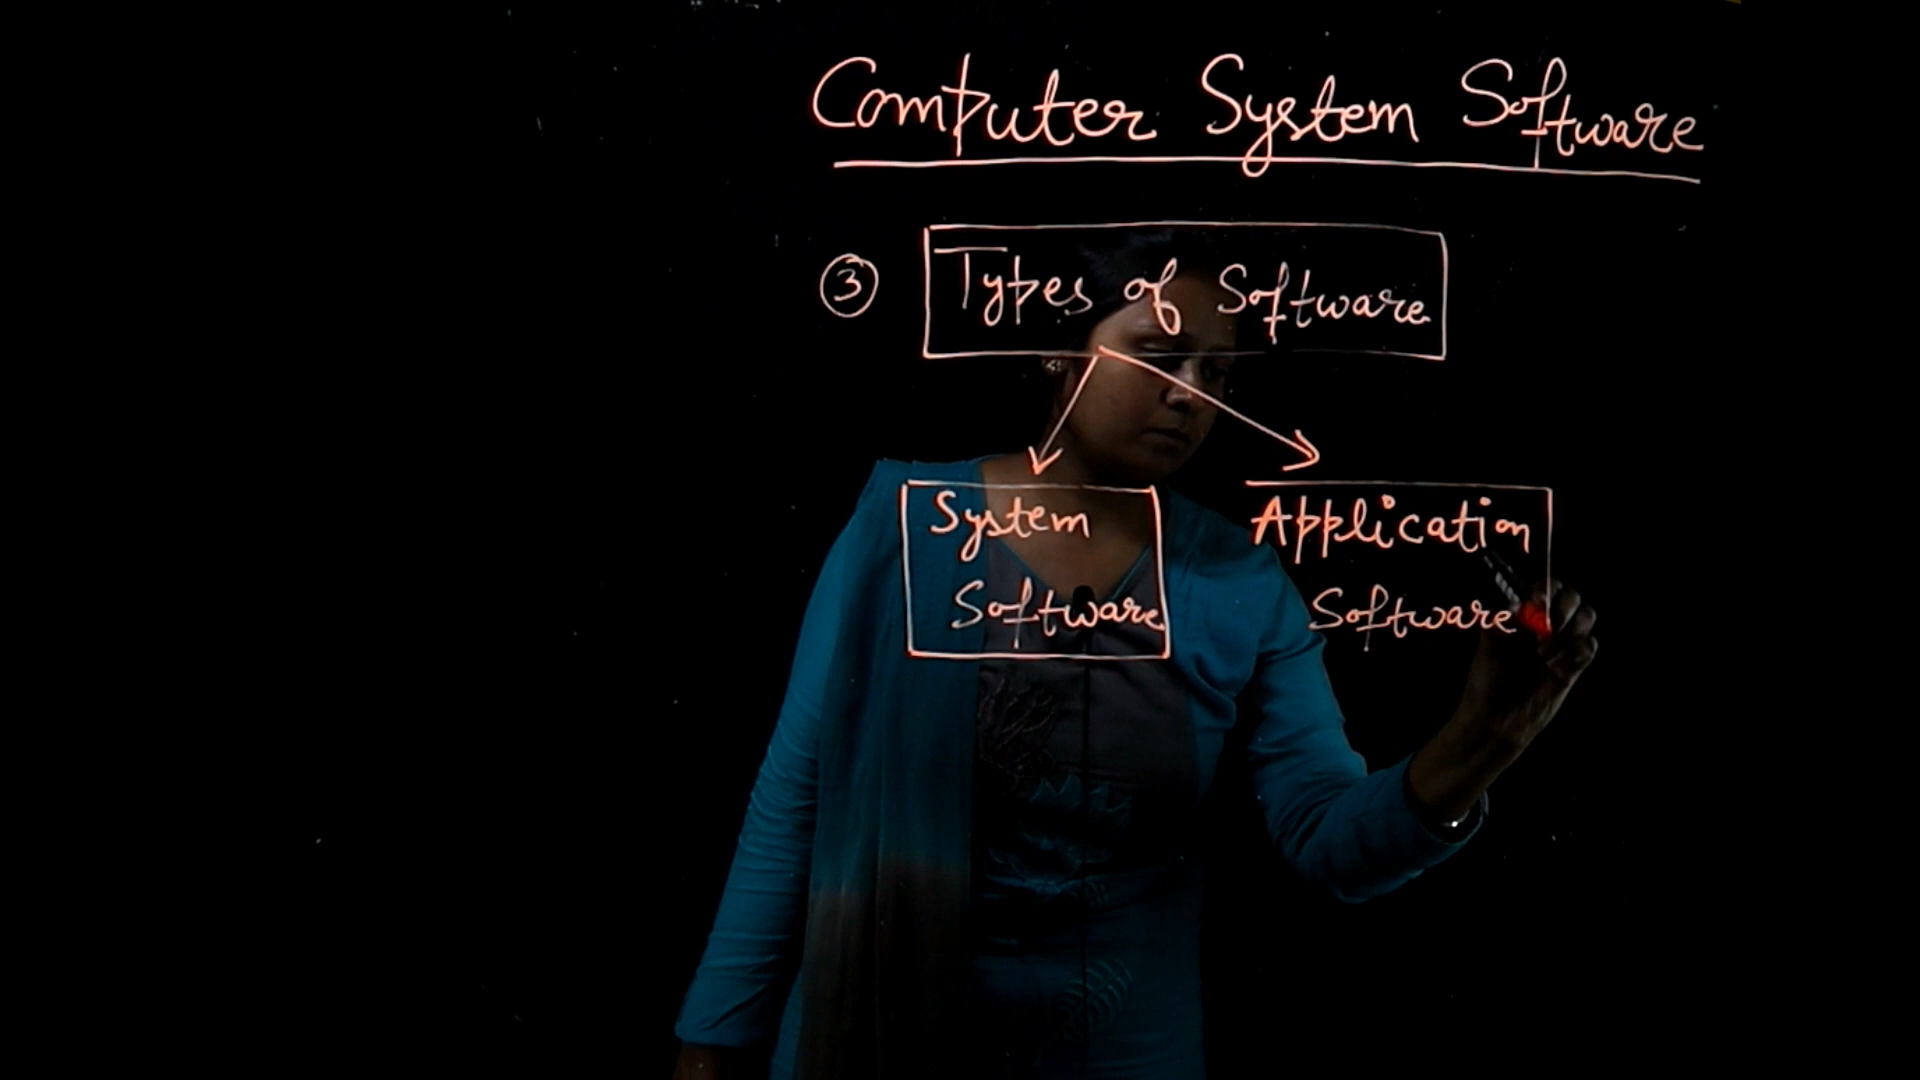 Computer System Software
③ Types of Software
System
Software
Application
Software